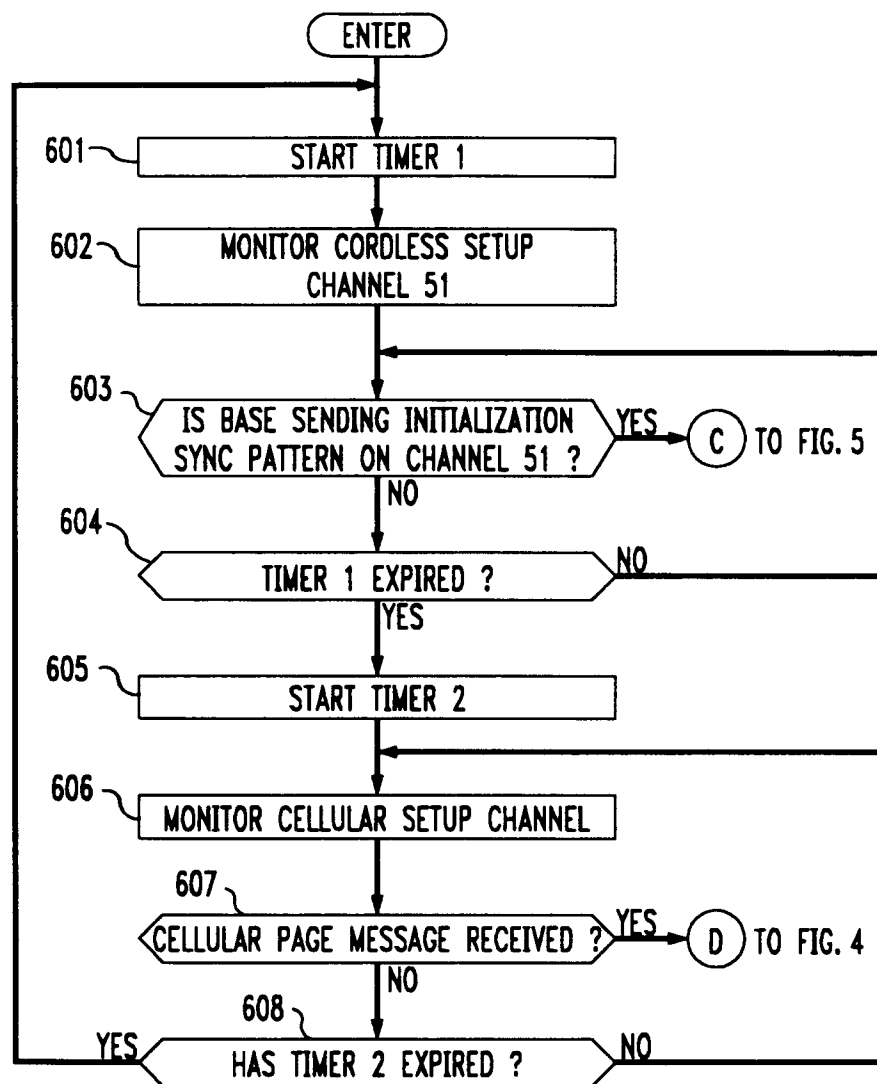 ENTER
601
START TIMER 1
602
MONITOR CORDLESS SETUP
CHANNEL 51
603
IS BASE SENDING INITIALIZATION
SYNC PATTERN ON CHANNEL 51 ?
YES
C TO FIG. 5
NO
604
TIMER 1 EXPIRED ?
NO
YES
605
START TIMER 2
606
MONITOR CELLULAR SETUP CHANNEL
607
CELLULAR PAGE MESSAGE RECEIVED ?
YES
D TO FIG. 4
NO
608
YES
HAS TIMER 2 EXPIRED ?
NO